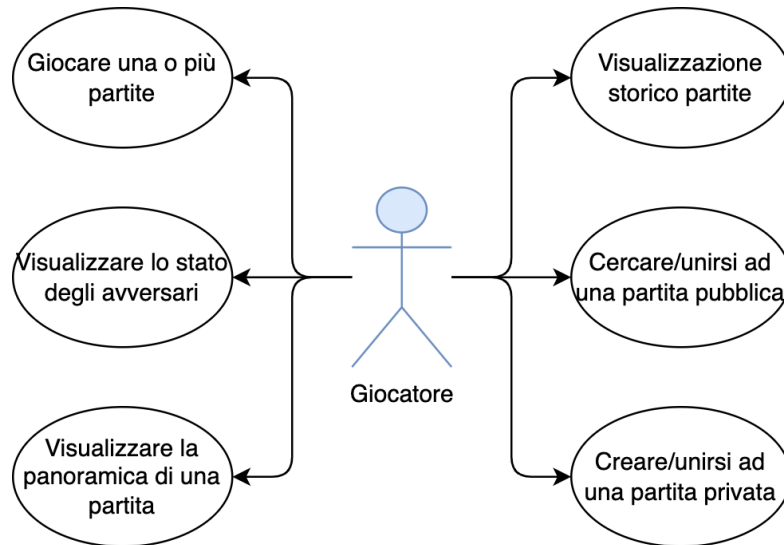 Giocare una o più
partite
Visualizzazione
storico partite
Visualizzare lo stato
degli avversari
Cercare/unirsi ad
una partita pubblica
Giocatore
Visualizzare la
panoramica di una
partita
Creare/unirsi ad
una partita privata